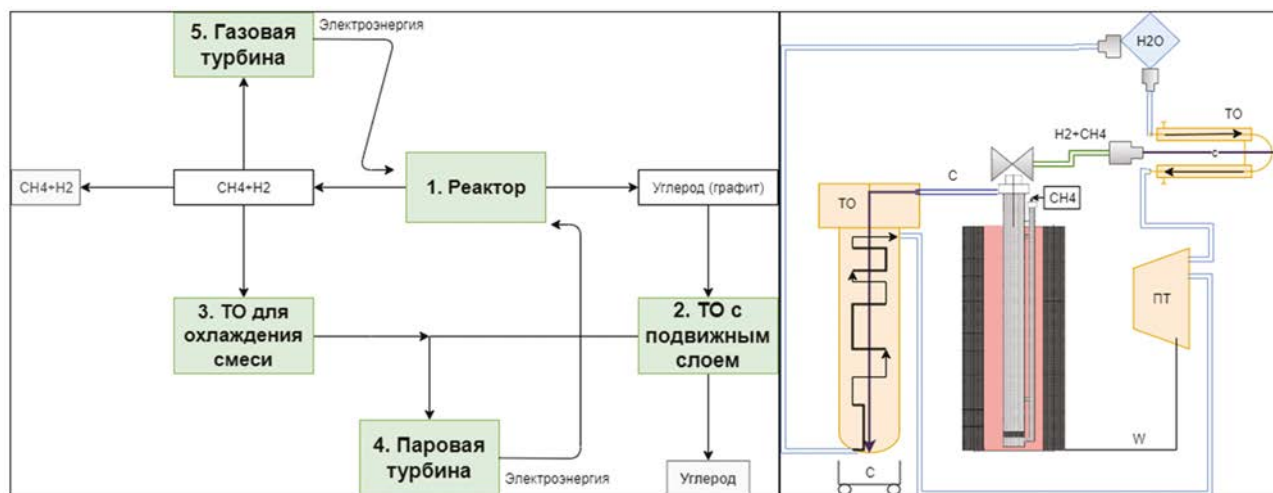 5. Газовая
турбина
Электроэнергия
CH4+H2
CH4+H2
1. Реактор
Углерод (графит)
3. ТО для
охлаждения
смеси
2. ТО с
подвижным
слоем
4. Паровая
турбина
Электроэнергия
Углерод
H2O
ТО
H2+CH4
c
C
ТО
CH4
ПТ
W
C